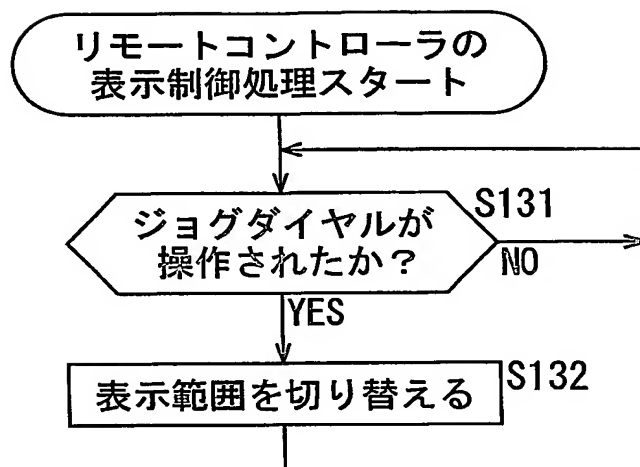 リモートコントローラの
表示制御処理スタート
ジョグダイヤルが
操作されたか？
S131
NO
YES
表示範囲を切り替える
S132